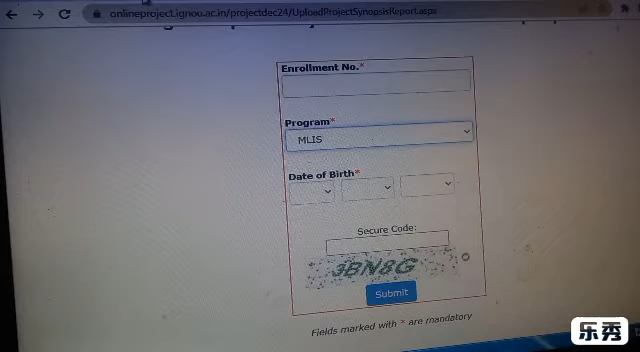 onlineproject.ignou.ac.in/projectdec24/UploadProjectSynopsisReport.aspx
Enrollment No.*
Program*
MLIS
Date of Birth*
Secure Code:
3BN8G
Submit
Fields marked with * are mandatory
乐秀